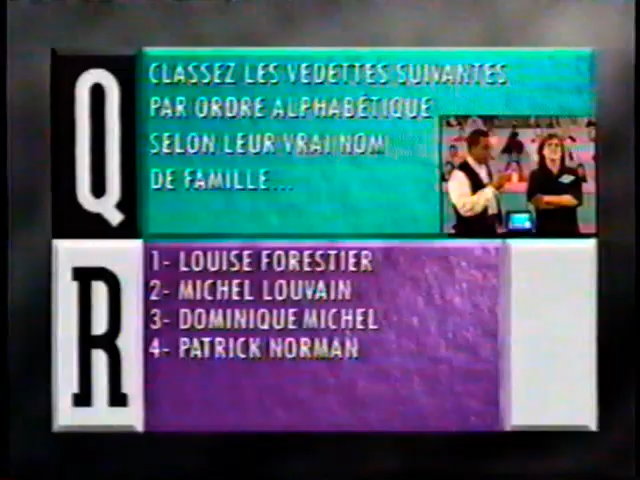 Q
CLASSEZ LES VEDETTES SUIVANTES
PAR ORDRE ALPHABÉTIQUE
SELON LEUR VRAI NOM
DE FAMILLE...
R
1- LOUISE FORESTIER
2- MICHEL LOUVAIN
3- DOMINIQUE MICHEL
4- PATRICK NORMAN